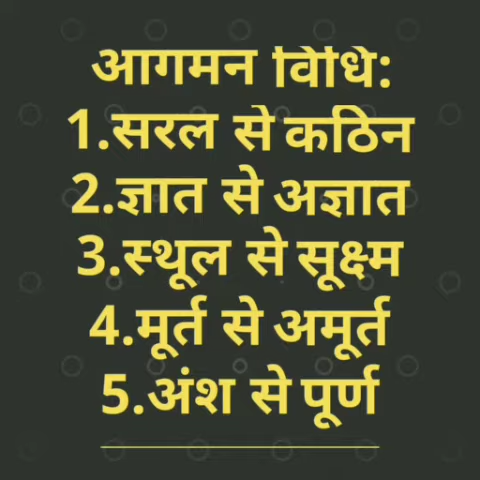 आगमन विधि:
1.सरल से कठिन
2.ज्ञात से अज्ञात
3.स्थूल से सूक्ष्म
4.मूर्त से अमूर्त
5.अंश से पूर्ण